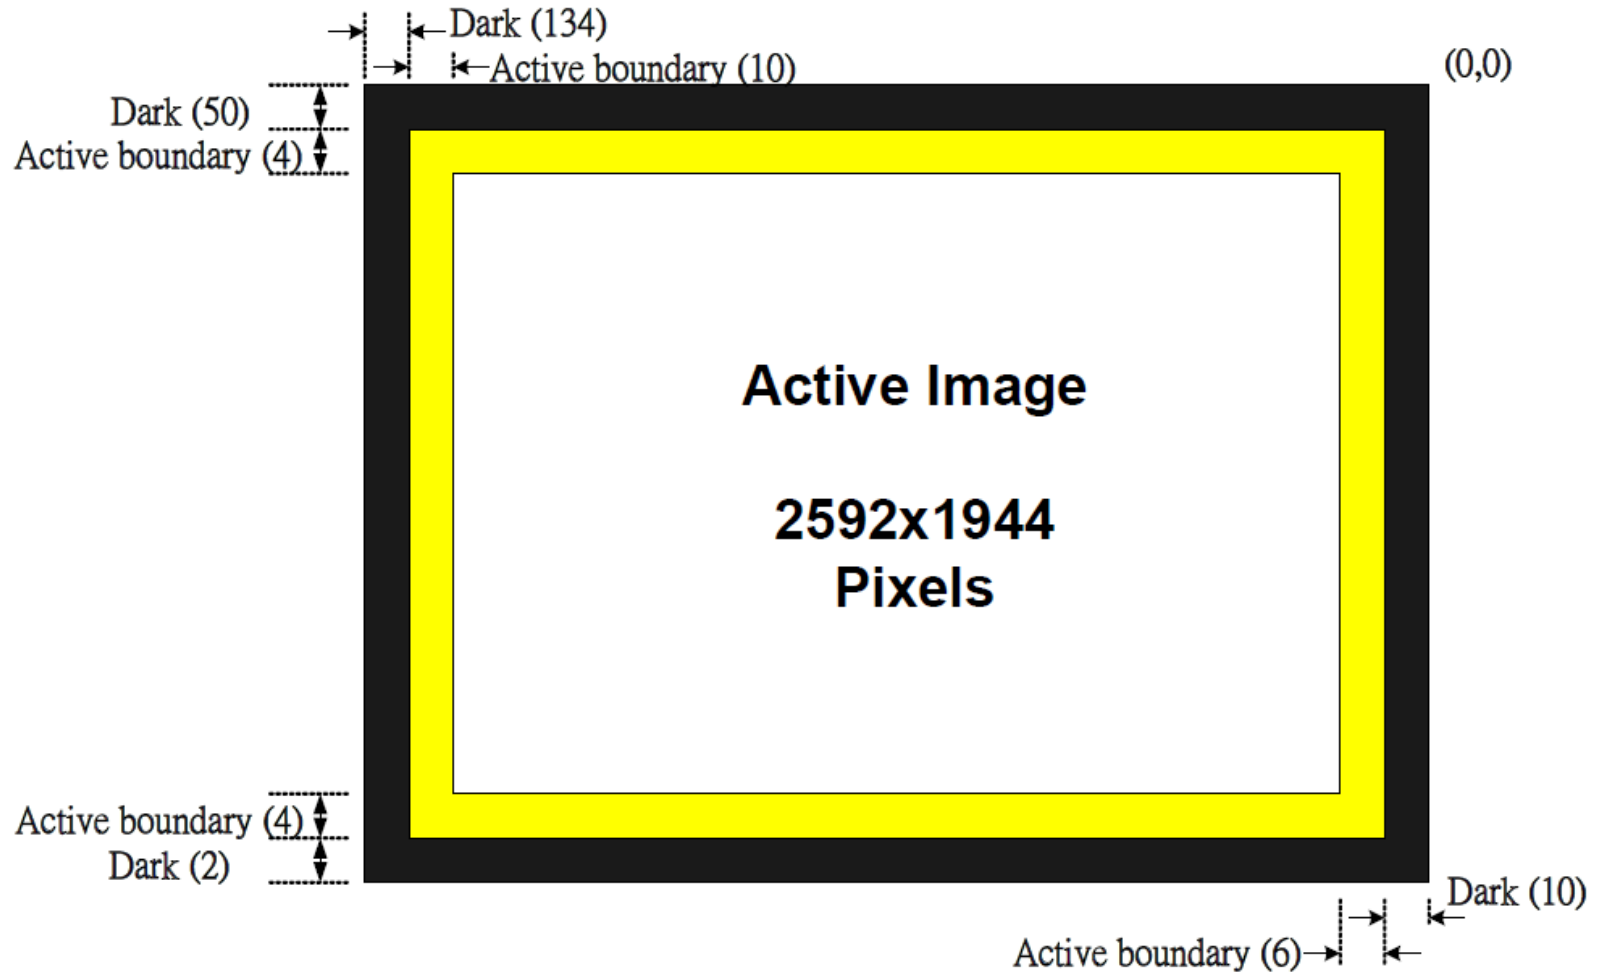 Dark (134)
Active boundary (10)
(0,0)
Dark (50)
Active boundary (4)
Active Image
2592x1944
Pixels
Active boundary (4)
Dark (2)
Dark (10)
Active boundary (6)